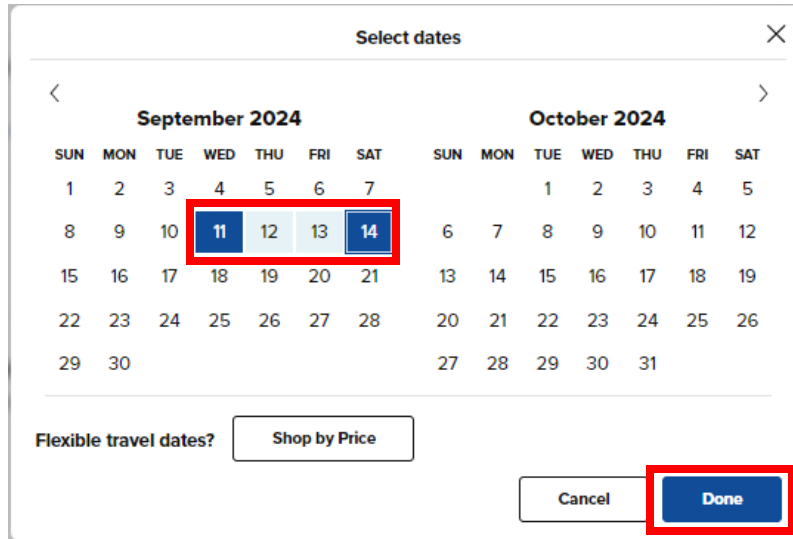 Select dates
September 2024
SUN MON TUE WED THU FRI SAT
1 2 3 4 5 6 7
8 9 10 11 12 13 14
15 16 17 18 19 20 21
22 23 24 25 26 27 28
29 30
October 2024
SUN MON TUE WED THU FRI SAT
1 2 3 4 5
6 7 8 9 10 11 12
13 14 15 16 17 18 19
20 21 22 23 24 25 26
27 28 29 30 31
Flexible travel dates? Shop by Price
Cancel Done